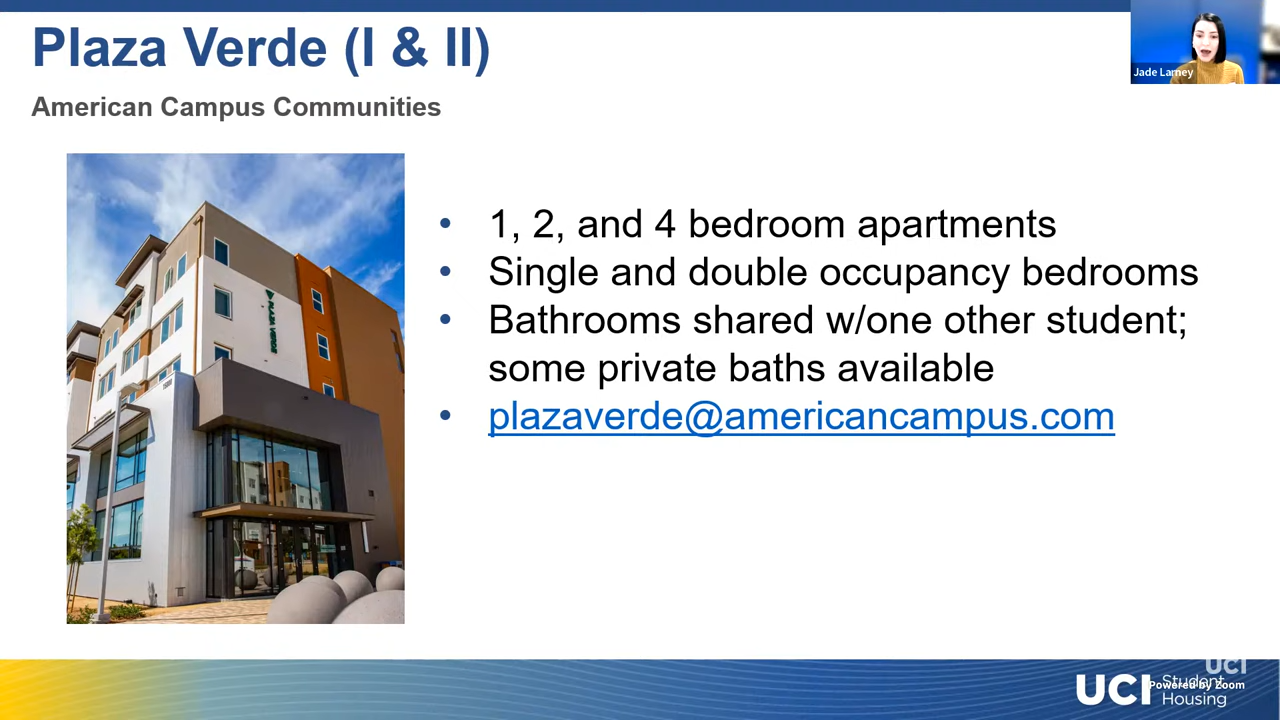 Plaza Verde (I & II)
American Campus Communities
Jade Larney
PLAZA VERDE
• 1, 2, and 4 bedroom apartments
• Single and double occupancy bedrooms
• Bathrooms shared w/one other student;
some private baths available
• plazaverde@americancampus.com
UCI
UCI Student
Housing
Powered by Zoom